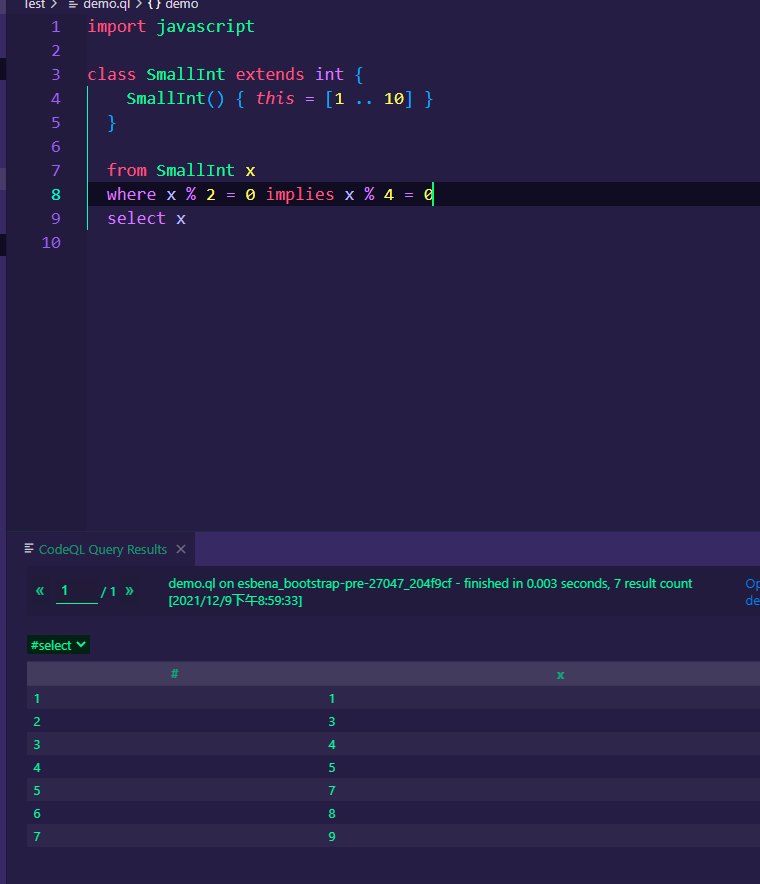 Test > demo.ql > {} demo
1 import javascript
2
3 class SmallInt extends int {
4 SmallInt() { this = [1 .. 10] }
5 }
6
7 from SmallInt x
8 where x % 2 = 0 implies x % 4 = 0
9 select x
10
CodeQL Query Results ×
« 1 / 1 »
demo.ql on esbena_bootstrap-pre-27047_204f9cf - finished in 0.003 seconds, 7 result count
[2021/12/9下午8:59:33]
Op
de
#select
# x
1 1
2 3
3 4
4 5
5 7
6 8
7 9